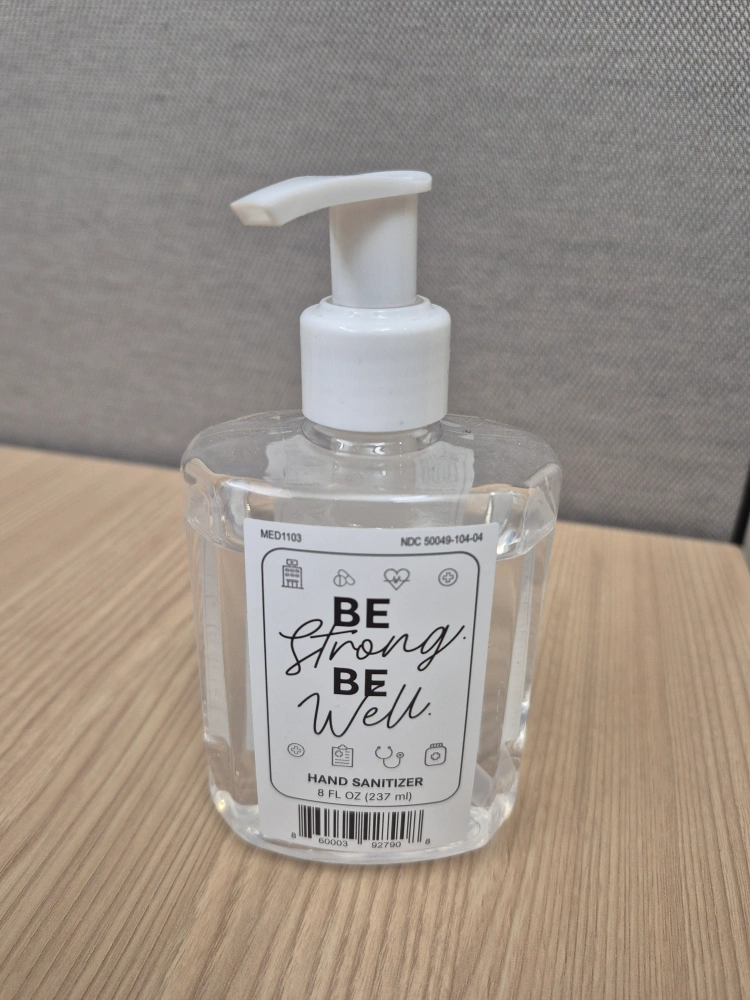 MED1103 NDC 50049-104-04
BE
Strong.
BE
Well.
HAND SANITIZER
8 FL OZ (237 ml)
8 60003 92790 8